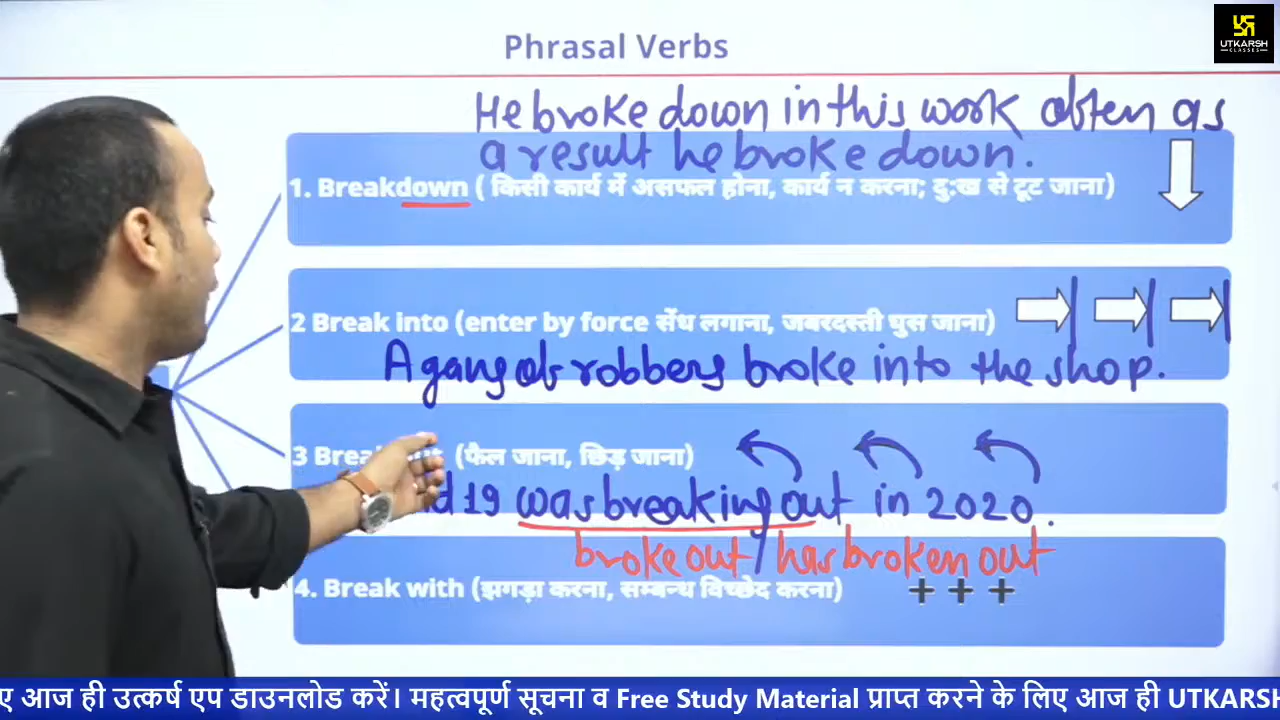 Phrasal Verbs
UTKARSH
CLASSES
He broke down in this work often as
a result he broke down.
1. Breakdown ( किसी कार्य में असफल होना, कार्य न करना; दुःख से टूट जाना)
2 Break into (enter by force सेंध लगाना, जबरदस्ती घुस जाना)
A gang of robbers broke into the shop.
3 (फैल जाना, छिड़ जाना)
19 was breaking out in 2020.
broke out / has broken out
4. Break with (झगड़ा करना, सम्बन्ध विच्छेद करना)
+ + +
आज ही उत्कर्ष एप डाउनलोड करें। महत्वपूर्ण सूचना व Free Study Material प्राप्त करने के लिए आज ही UTKARSH